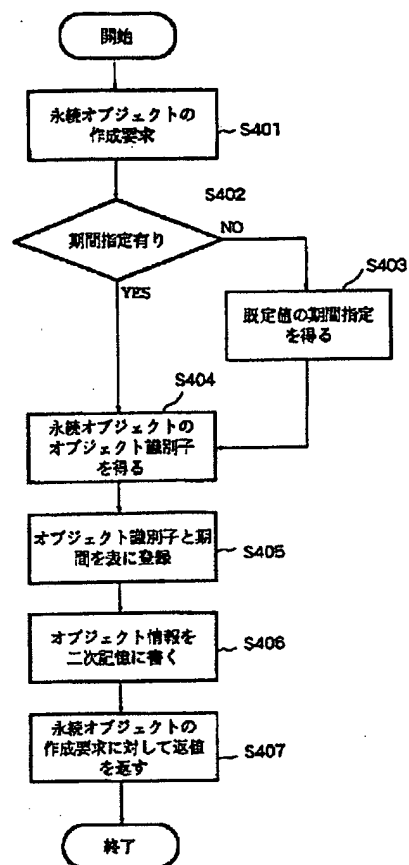 開始
永続オブジェクトの
作成要求
S401
S402
期間指定有り
NO
YES
S403
既定値の期間指定
を得る
S404
永続オブジェクトの
オブジェクト識別子
を得る
オブジェクト識別子と期
間を表に登録
S405
オブジェクト情報を
二次記憶に書く
S406
永続オブジェクトの
作成要求に対して返値
を返す
S407
終了